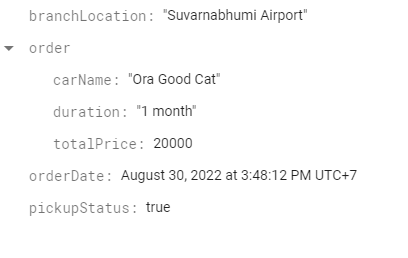 branchLocation: "Suvarnabhumi Airport"
order
carName: "Ora Good Cat"
duration: "1 month"
totalPrice: 20000
orderDate: August 30, 2022 at 3:48:12 PM UTC+7
pickupStatus: true